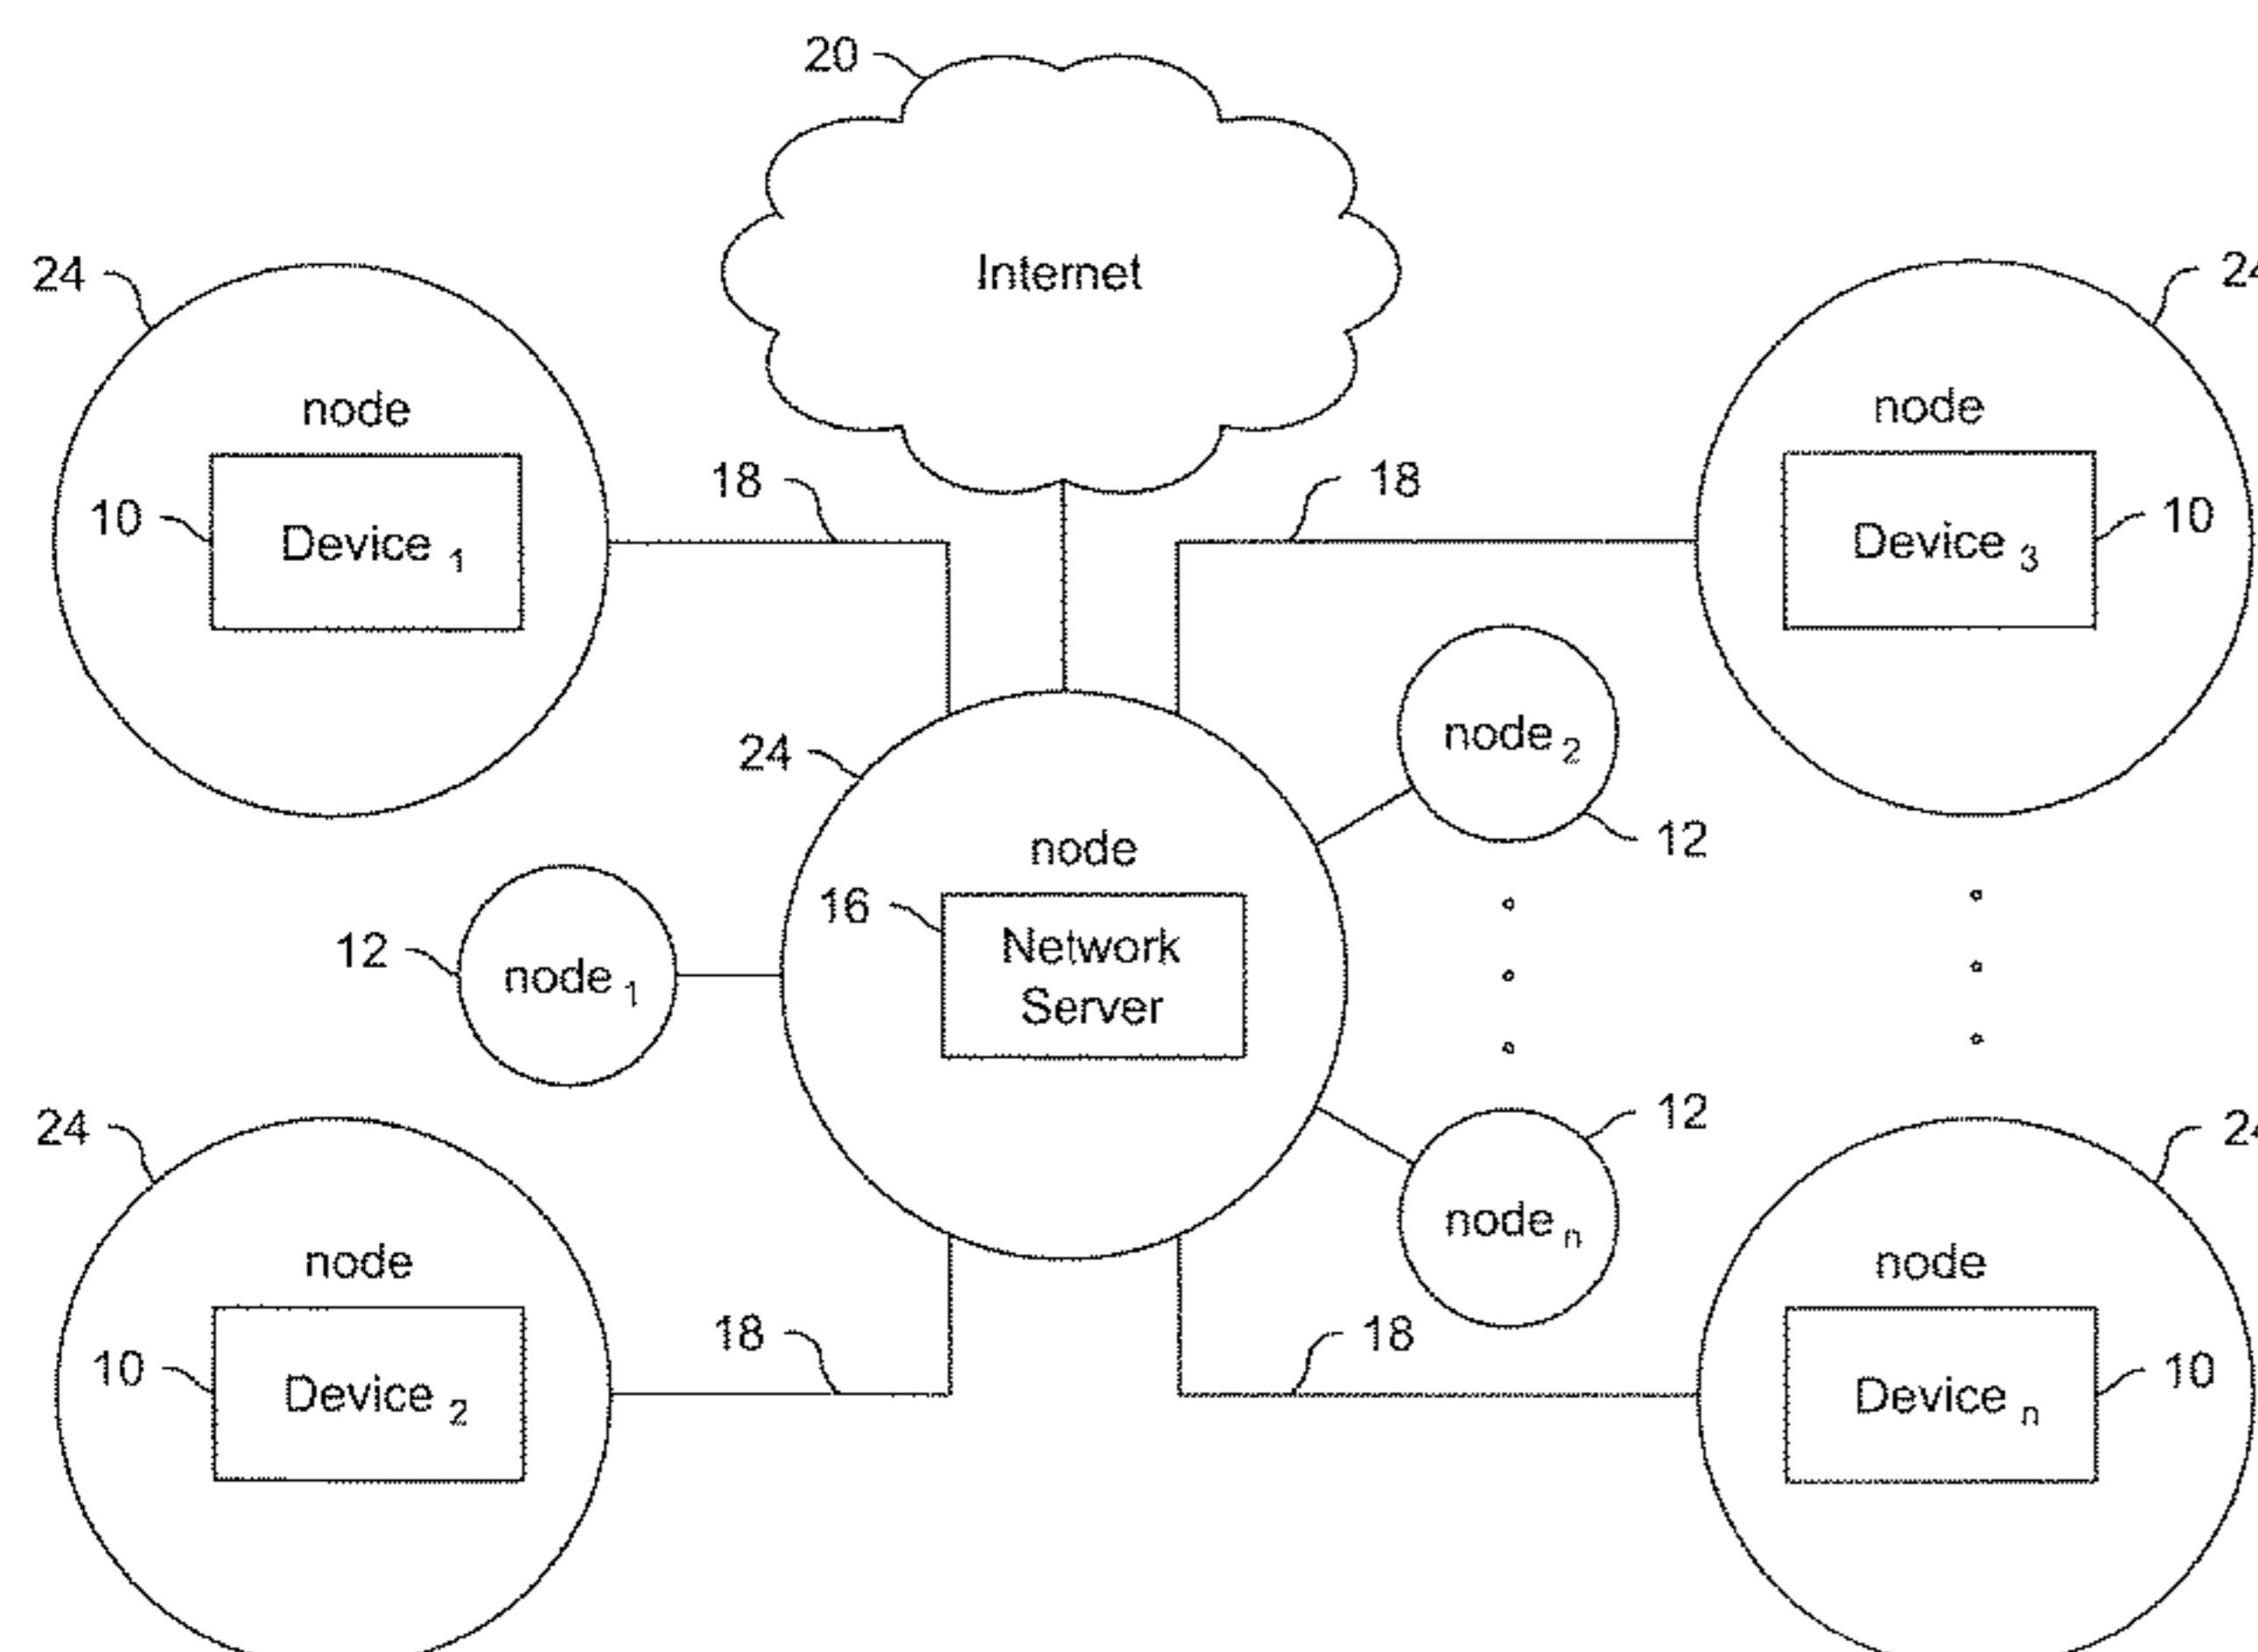 20
Internet
24
24
node
node
18
18
10
Device 1
Device 3
10
24
node 2
node
12
16
Network
Server
12
node 1
24
12
24
node n
node
node
18
18
10
Device 2
Device n
10